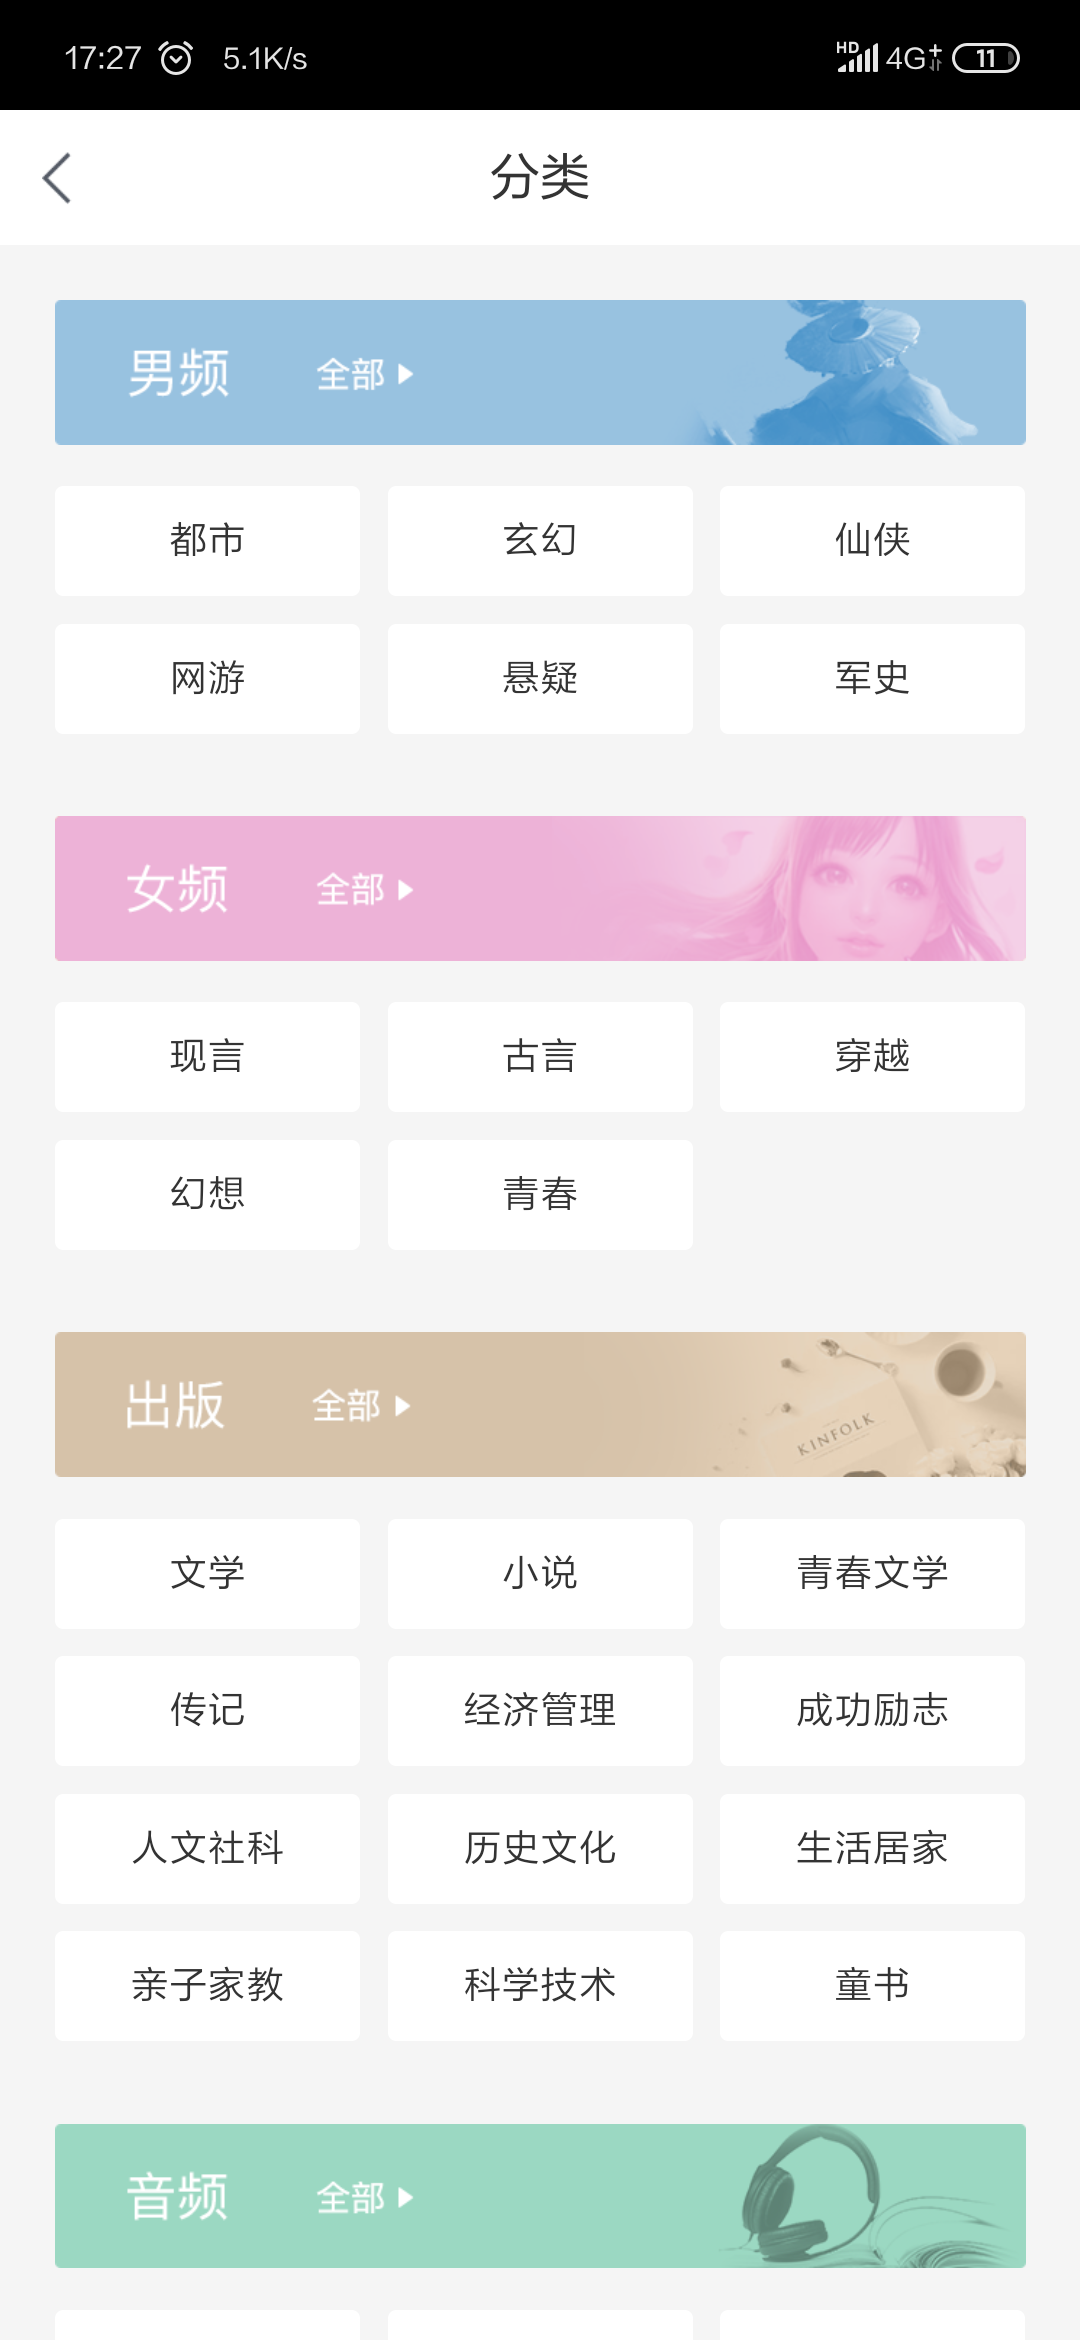 17:27 5.1K/s HD 4G+ 11
分类
男频 全部
都市 玄幻 仙侠
网游 悬疑 军史
女频 全部
现言 古言 穿越
幻想 青春
出版 全部
KINFOLK
文学 小说 青春文学
传记 经济管理 成功励志
人文社科 历史文化 生活居家
亲子家教 科学技术 童书
音频 全部